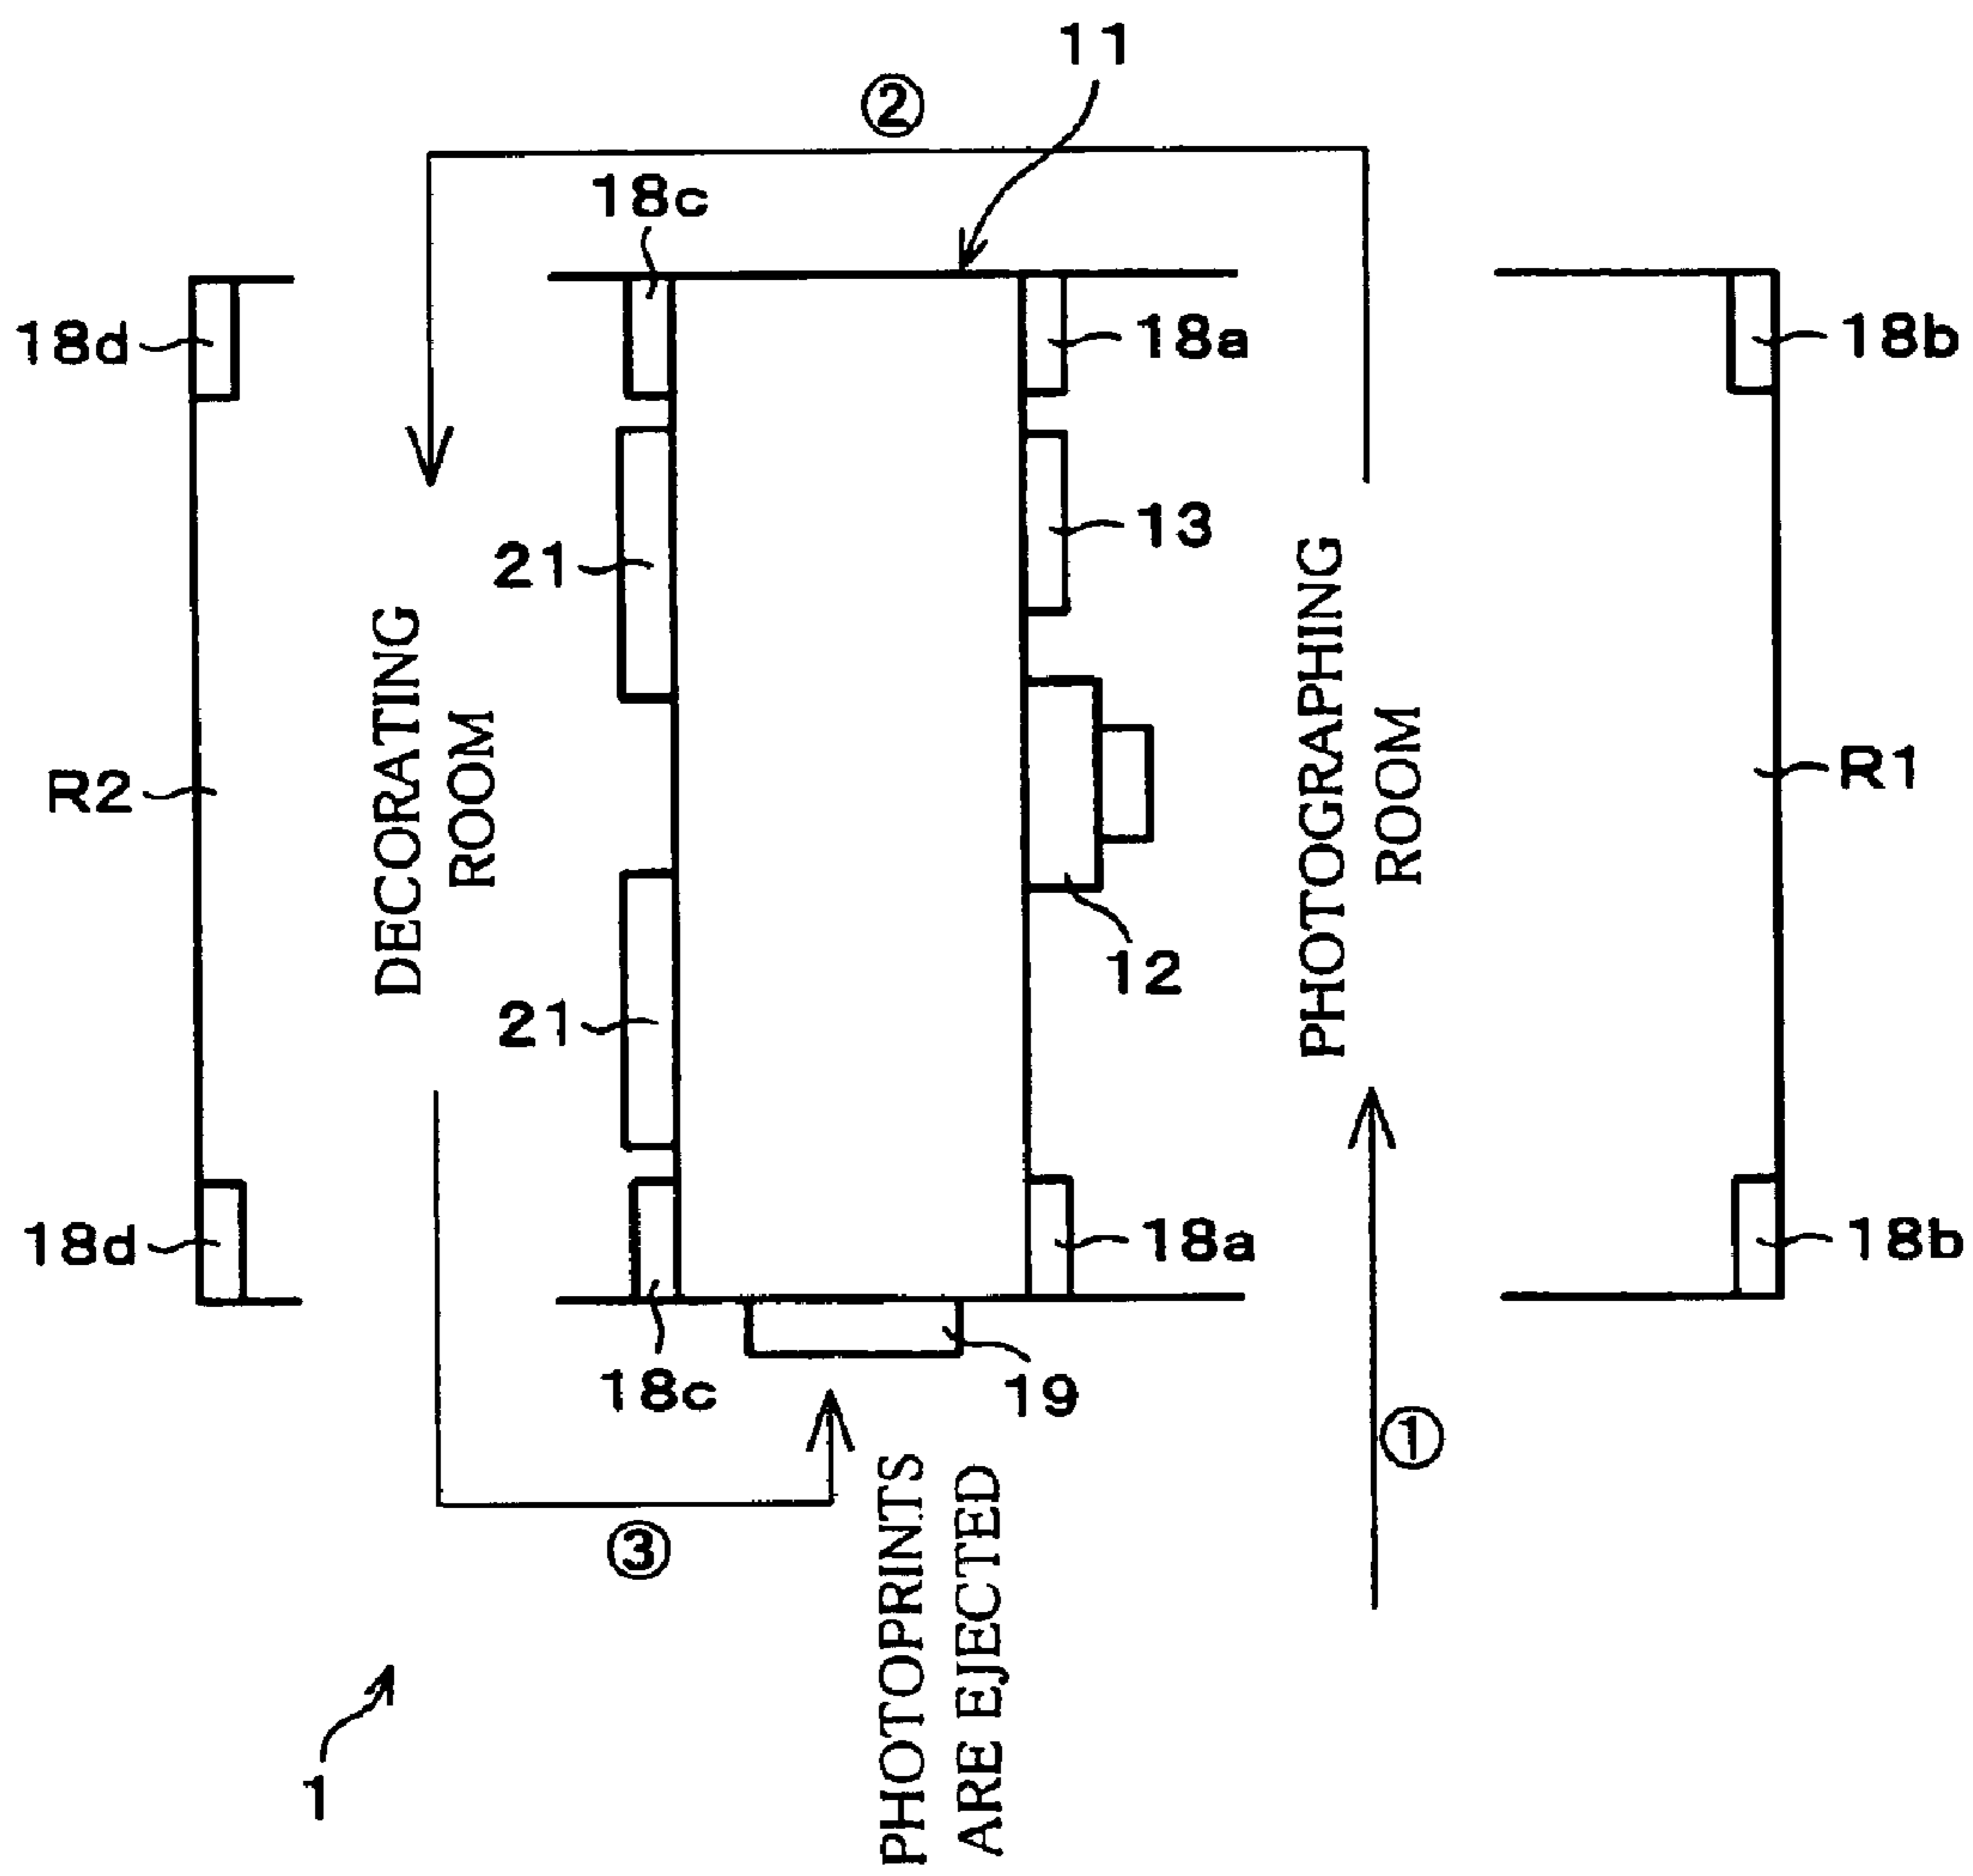 11
②
18c
18d
18a
18b
13
21
DECORATING
ROOM
PHOTOGRAPHING
ROOM
R2
R1
12
21
18d
18a
18b
18c
19
①
③
PHOTOPRINTS
ARE EJECTED
1